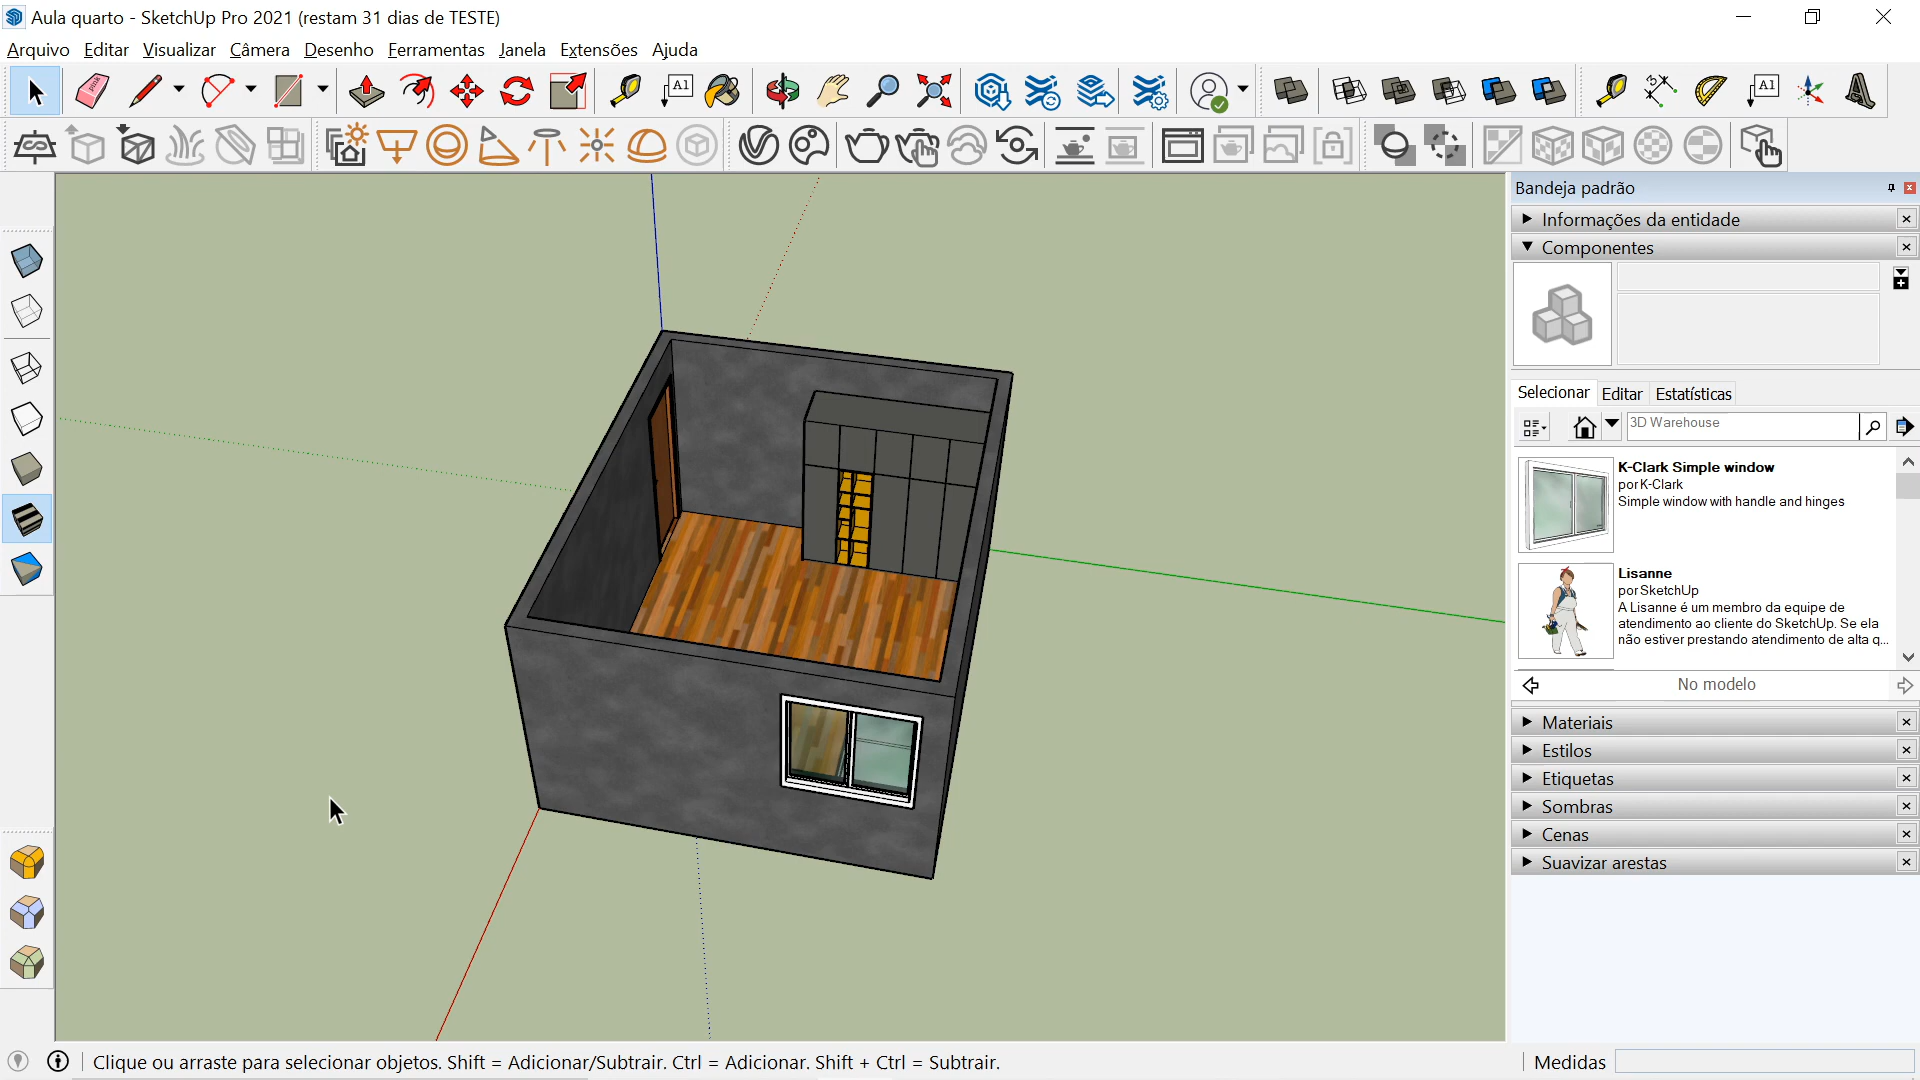 Aula quarto - SketchUp Pro 2021 (restam 31 dias de TESTE)
Arquivo Editar Visualizar Câmera Desenho Ferramentas Janela Extensões Ajuda
A1
A1
Bandeja padrão
Informações da entidade
Componentes
Selecionar Editar Estatísticas
3D Warehouse
K-Clark Simple window
por K-Clark
Simple window with handle and hinges
Lisanne
por SketchUp
A Lisanne é um membro da equipe de
atendimento ao cliente do SketchUp. Se ela
não estiver prestando atendimento de alta q...
No modelo
Materiais
Estilos
Etiquetas
Sombras
Cenas
Suavizar arestas
Clique ou arraste para selecionar objetos. Shift = Adicionar/Subtrair. Ctrl = Adicionar. Shift + Ctrl = Subtrair.
Medidas